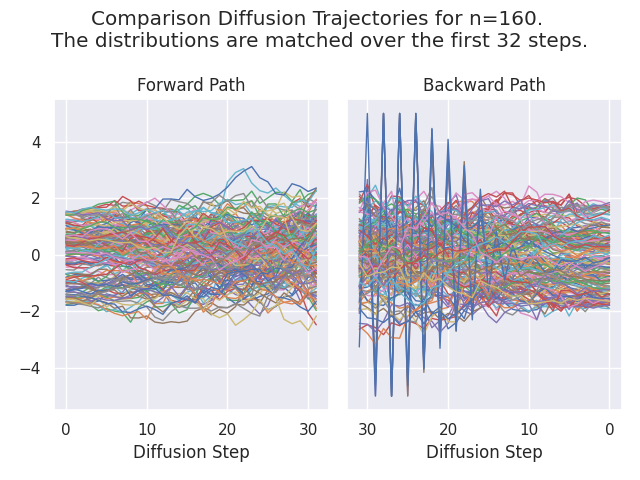 Comparison Diffusion Trajectories for n=160.
The distributions are matched over the first 32 steps.
Forward Path
Backward Path
4
2
0
−2
−4
0 10 20 30
30 20 10 0
Diffusion Step
Diffusion Step